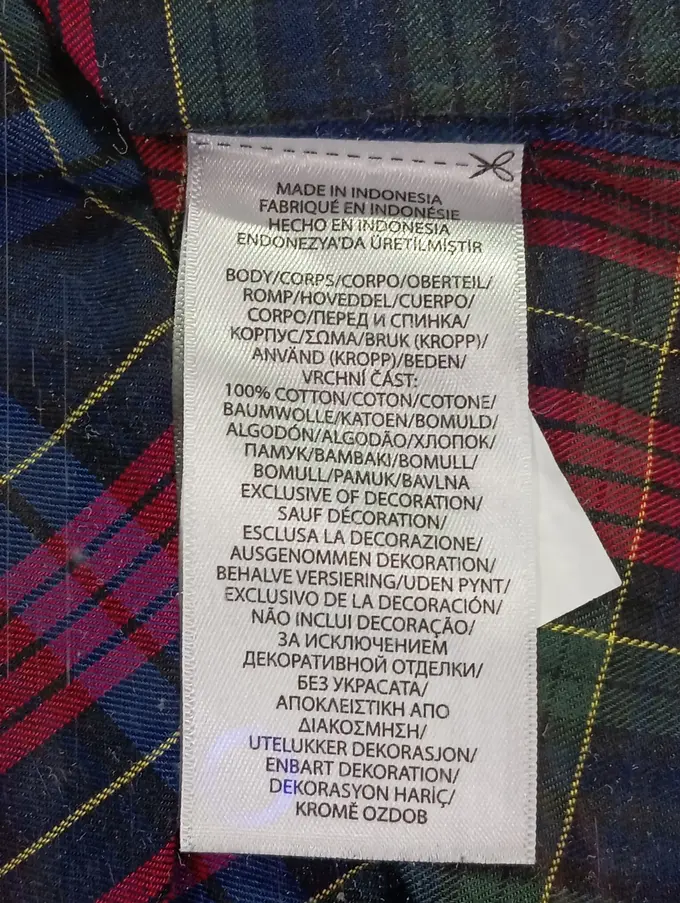 MADE IN INDONESIA
FABRIQUÉ EN INDONÉSIE
HECHO EN INDONESIA
ENDONEZYA'DA ÜRETİLMİŞTİR
BODY/CORPS/CORPO/OBERTEIL/
ROMP/HOVEDDEL/CUERPO/
CORPO/ПЕРЕД И СПИНКА/
КОРПУС/ΣΩΜΑ/BRUK (KROPP)/
ANVÄND (KROPP)/BEDEN/
VRCHNÍ ČÁST:
100% COTTON/COTON/COTONE/
BAUMWOLLE/KATOEN/BOMULD/
ALGODÓN/ALGODÃO/ХЛОПОК/
ПАМУК/ΒΑΜΒΑΚΙ/BOMULL/
BOMULL/PAMUK/BAVLNA
EXCLUSIVE OF DECORATION/
SAUF DÉCORATION/
ESCLUSA LA DECORAZIONE/
AUSGENOMMEN DEKORATION/
BEHALVE VERSIERING/UDEN PYNT/
EXCLUSIVO DE LA DECORACIÓN/
NÃO INCLUI DECORAÇÃO/
ЗА ИСКЛЮЧЕНИЕМ
ДЕКОРАТИВНОЙ ОТДЕЛКИ/
БЕЗ УКРАСАТА/
ΑΠΟΚΛΕΙΣΤΙΚΗ ΑΠΟ
ΔΙΑΚΟΣΜΗΣΗ/
UTELUKKER DEKORASJON/
ENBART DEKORATION/
DEKORASYON HARİÇ/
KROMĚ OZDOB